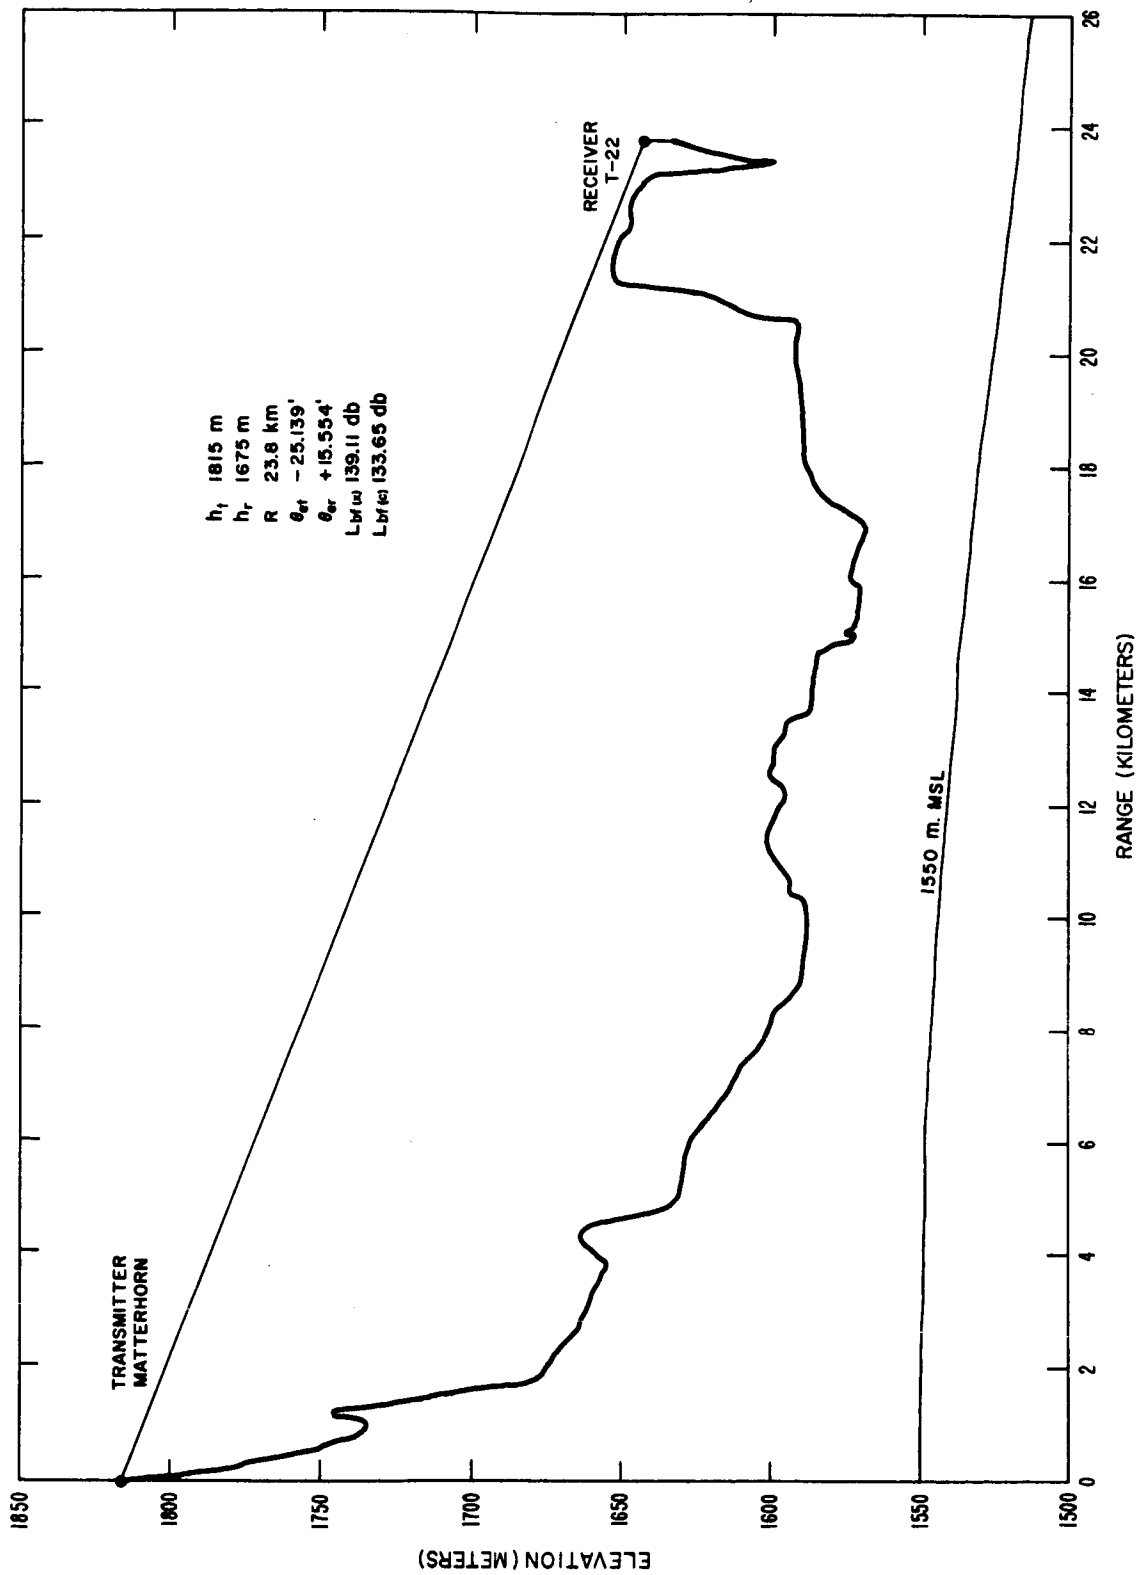 TRANSMITTER
MATTERHORN
h_t 1815 m
h_r 1675 m
R 23.8 km
θ_et −25.139'
θ_er +15.554'
L_bf(x) 139.11 db
L_bf(c) 133.65 db
RECEIVER
T-22
1550 m. MSL
ELEVATION (METERS)
1850
1800
1750
1700
1650
1600
1550
1500
0 2 4 6 8 10 12 14 16 18 20 22 24 26
RANGE (KILOMETERS)